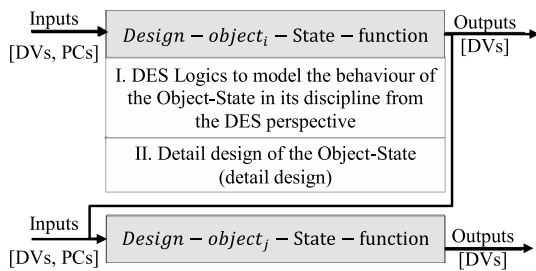 Inputs
[DVs, PCs]
Design − object_i − State − function
Outputs
[DVs]
I. DES Logics to model the behaviour of
the Object-State in its discipline from
the DES perspective
II. Detail design of the Object-State
(detail design)
Inputs
[DVs, PCs]
Design − object_j − State − function
Outputs
[DVs]